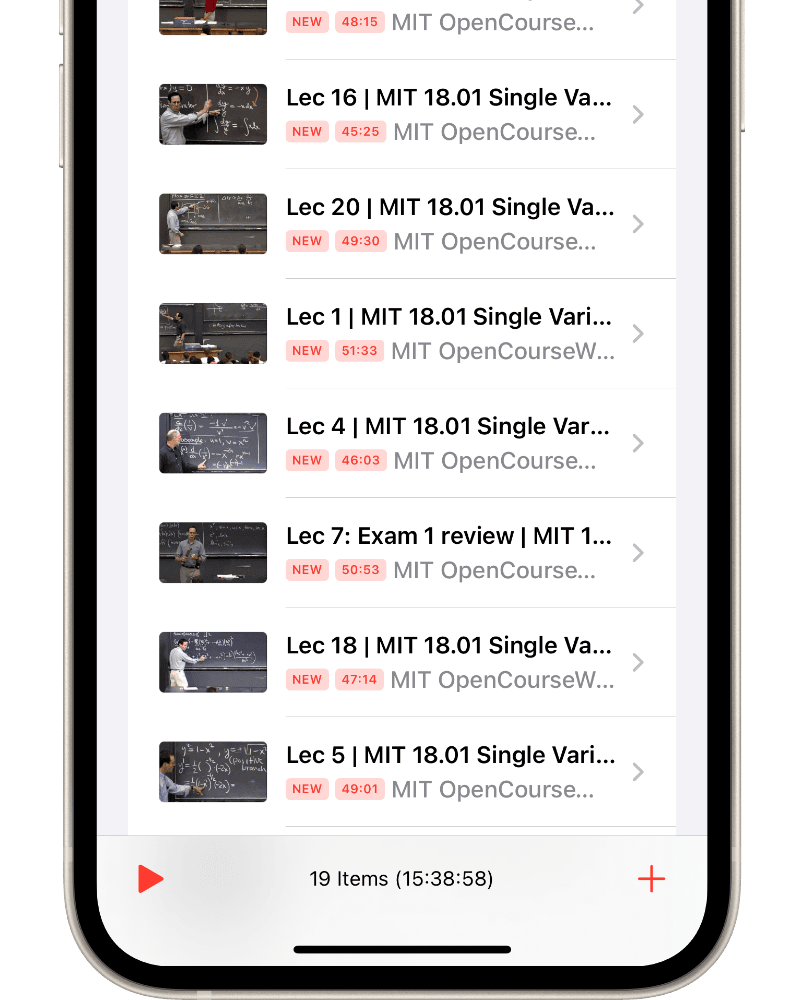 NEW 48:15 MIT OpenCourse...
Lec 16 | MIT 18.01 Single Va...
NEW 45:25 MIT OpenCourse...
Lec 20 | MIT 18.01 Single Va...
NEW 49:30 MIT OpenCourse...
Lec 1 | MIT 18.01 Single Vari...
NEW 51:33 MIT OpenCourseW...
Lec 4 | MIT 18.01 Single Var...
NEW 46:03 MIT OpenCourse...
Lec 7: Exam 1 review | MIT 1...
NEW 50:53 MIT OpenCourse...
Lec 18 | MIT 18.01 Single Va...
NEW 47:14 MIT OpenCourseW...
Lec 5 | MIT 18.01 Single Vari...
NEW 49:01 MIT OpenCourse...
19 Items (15:38:58)